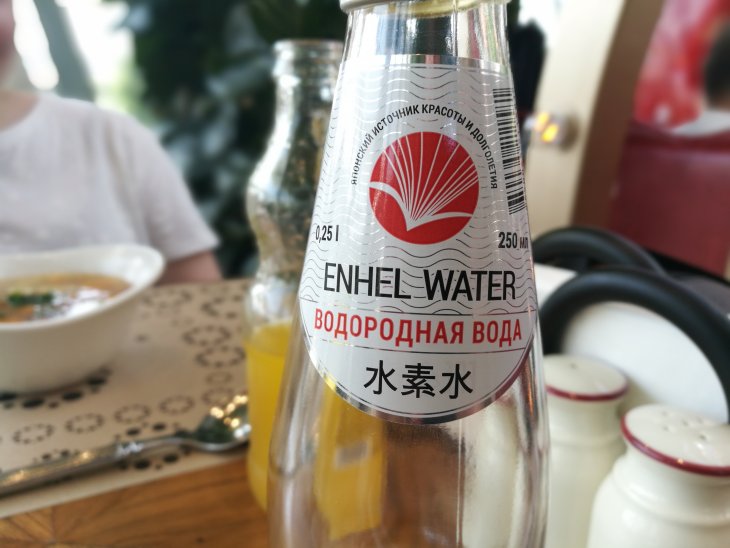 ЯПОНСКИЙ ИСТОЧНИК КРАСОТЫ И ДОЛГОЛЕТИЯ
0,25 l
250 мл
ENHEL WATER
ВОДОРОДНАЯ ВОДА
水素水